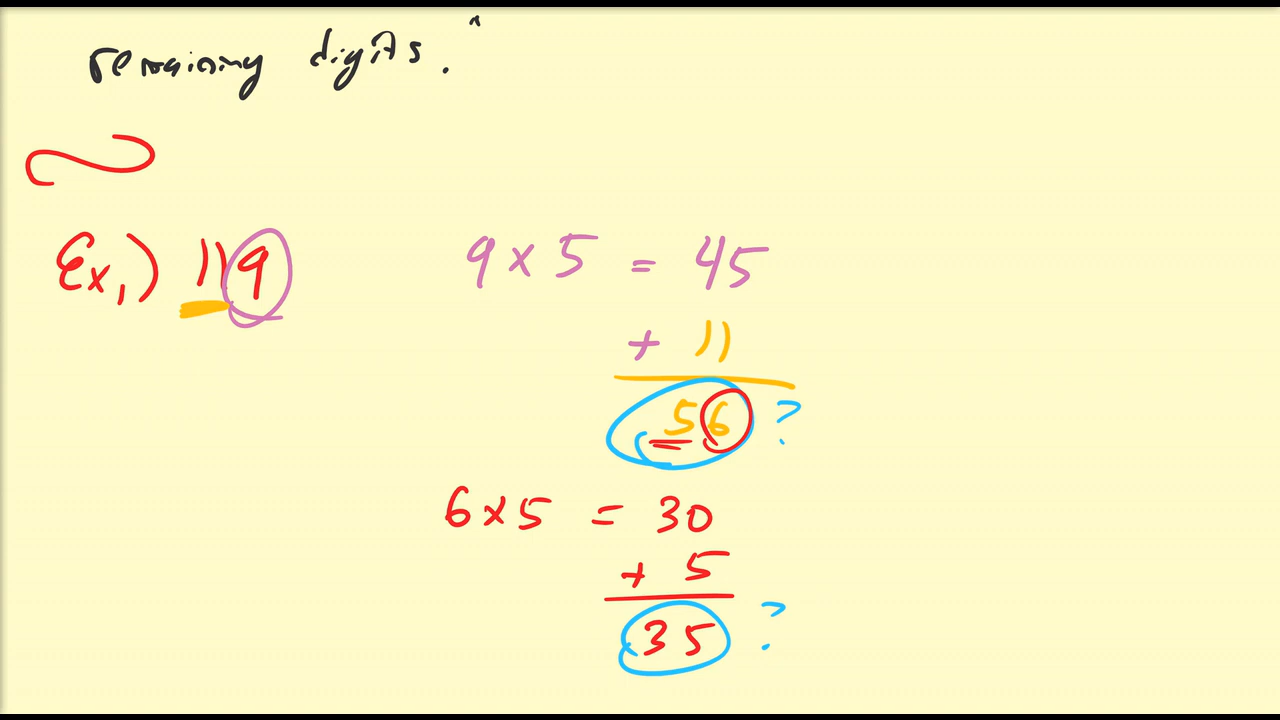 remaining digits."
Ex,) 119
9 x 5 = 45
+ 11
56 ?
6 x 5 = 30
+ 5
35 ?